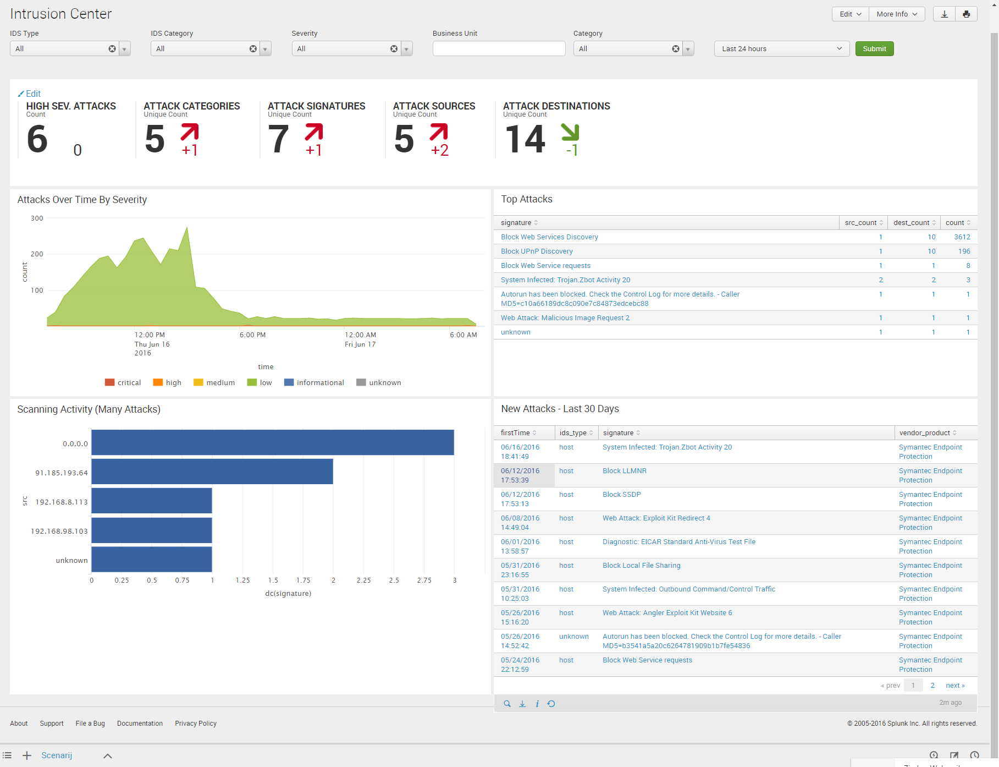 Intrusion Center
Edit
More Info
IDS Type
IDS Category
Severity
Business Unit
Category
All
All
All
All
Last 24 hours
Submit
Edit
HIGH SEV. ATTACKS
Count
6
0
ATTACK CATEGORIES
Unique Count
5
+1
ATTACK SIGNATURES
Unique Count
7
+1
ATTACK SOURCES
Unique Count
5
+2
ATTACK DESTINATIONS
Unique Count
14
-1
Attacks Over Time By Severity
300
200
100
count
12:00 PM
Thu Jun 16
2016
6:00 PM
12:00 AM
Fri Jun 17
6:00 AM
time
critical high medium low informational unknown
Top Attacks
signature src_count dest_count count
Block Web Services Discovery 1 10 3612
Block UPnP Discovery 1 10 196
Block Web Service requests 1 1 8
System Infected: Trojan.Zbot Activity 20 2 2 3
Autorun has been blocked. Check the Control Log for more details. - Caller 1 1 1
MD5=c10a66189dc8c090e7c84873edcebc88
Web Attack: Malicious Image Request 2 1 1 1
unknown 1 1 1
Scanning Activity (Many Attacks)
src
0.0.0.0
91.185.193.64
192.168.8.113
192.168.98.103
unknown
0 0.25 0.5 0.75 1 1.25 1.5 1.75 2 2.25 2.5 2.75 3
dc(signature)
New Attacks - Last 30 Days
firstTime ids_type signature vendor_product
06/16/2016 host System Infected: Trojan.Zbot Activity 20 Symantec Endpoint
18:41:49 Protection
06/12/2016 host Block LLMNR Symantec Endpoint
17:53:39 Protection
06/12/2016 host Block SSDP Symantec Endpoint
17:53:13 Protection
06/08/2016 host Web Attack: Exploit Kit Redirect 4 Symantec Endpoint
14:49:04 Protection
06/01/2016 host Diagnostic: EICAR Standard Anti-Virus Test File Symantec Endpoint
13:58:57 Protection
05/31/2016 host Block Local File Sharing Symantec Endpoint
23:16:55 Protection
05/31/2016 host System Infected: Outbound Command/Control Traffic Symantec Endpoint
10:25:03 Protection
05/26/2016 host Web Attack: Angler Exploit Kit Website 6 Symantec Endpoint
15:16:20 Protection
05/26/2016 unknown Autorun has been blocked. Check the Control Log for more details. - Caller Symantec Endpoint
14:52:42 MD5=b3541a5a20c6264781909b1b7fe54836 Protection
05/24/2016 host Block Web Service requests Symantec Endpoint
22:12:59 Protection
« prev 1 2 next »
2m ago
About Support File a Bug Documentation Privacy Policy
© 2005-2016 Splunk Inc. All rights reserved.
Scenarij